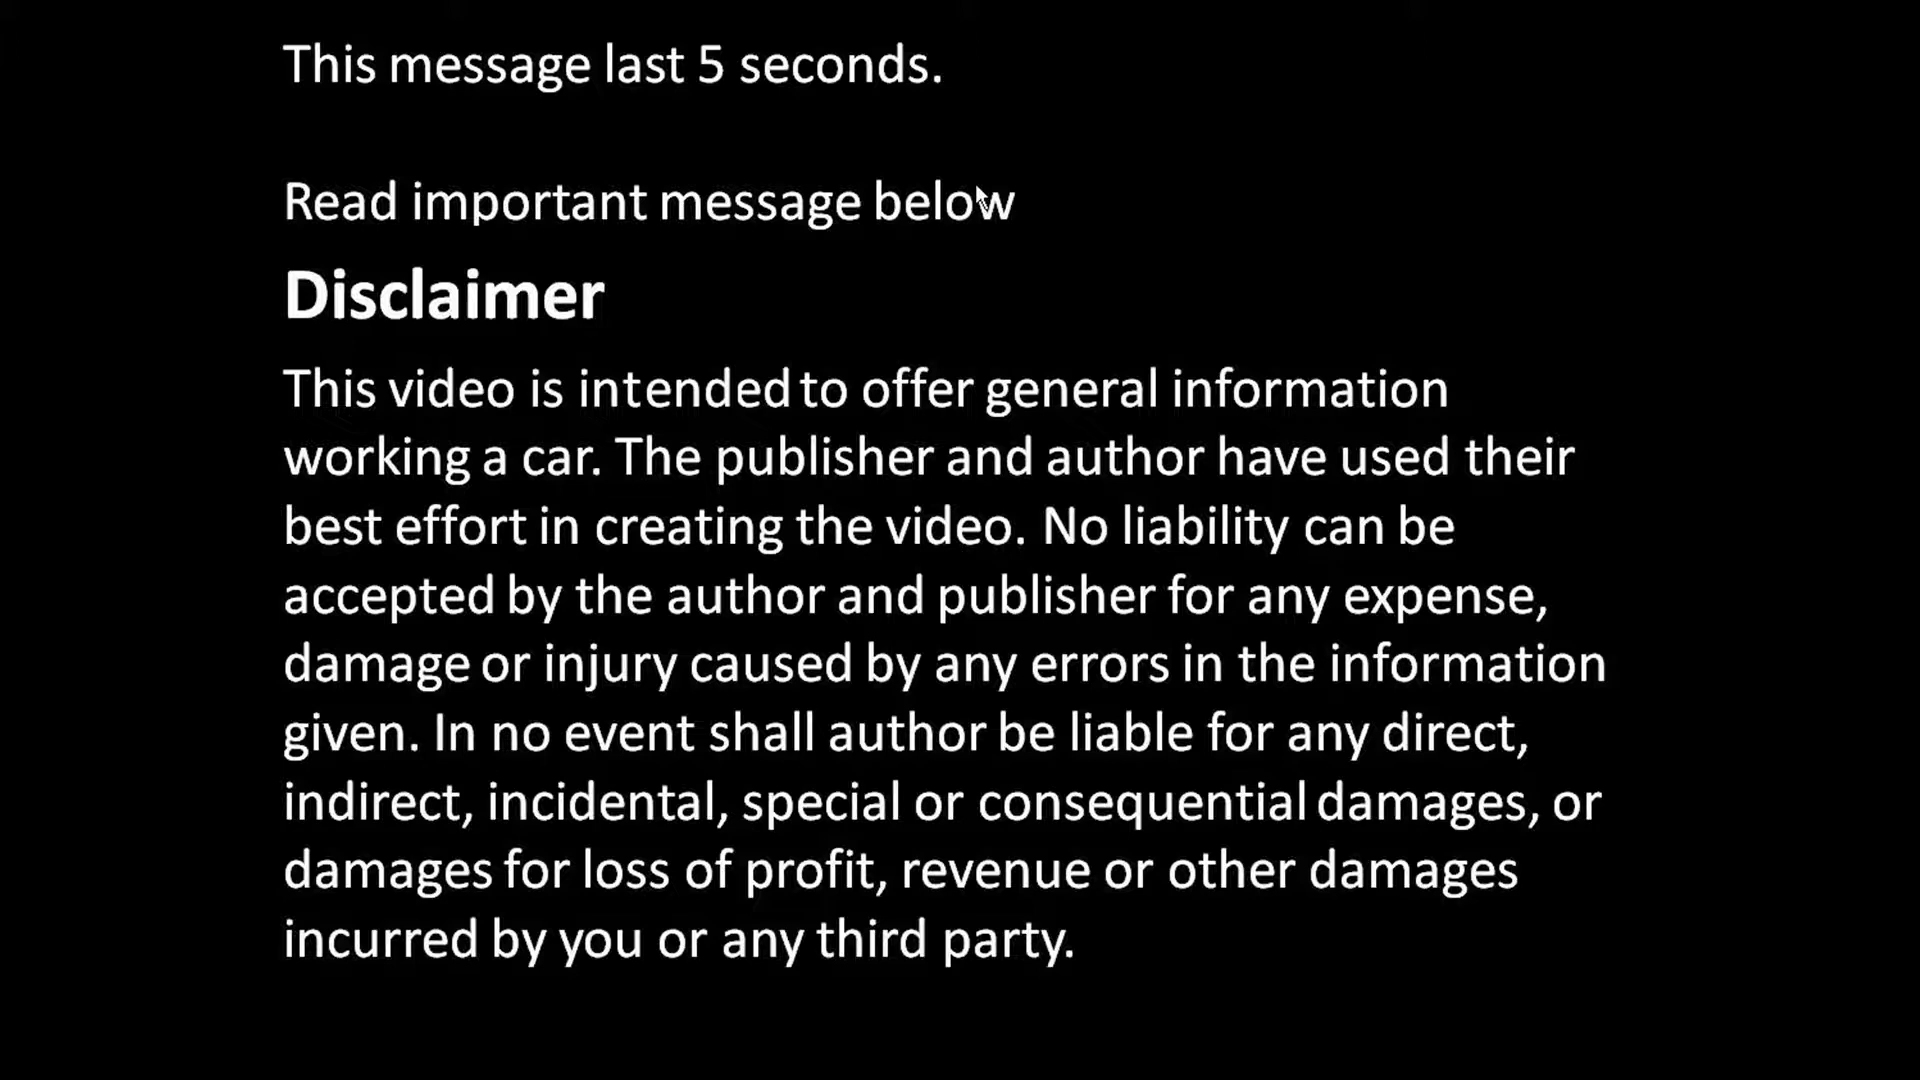 This message last 5 seconds.
Read important message below
Disclaimer
This video is intended to offer general information
working a car. The publisher and author have used their
best effort in creating the video. No liability can be
accepted by the author and publisher for any expense,
damage or injury caused by any errors in the information
given. In no event shall author be liable for any direct,
indirect, incidental, special or consequential damages, or
damages for loss of profit, revenue or other damages
incurred by you or any third party.